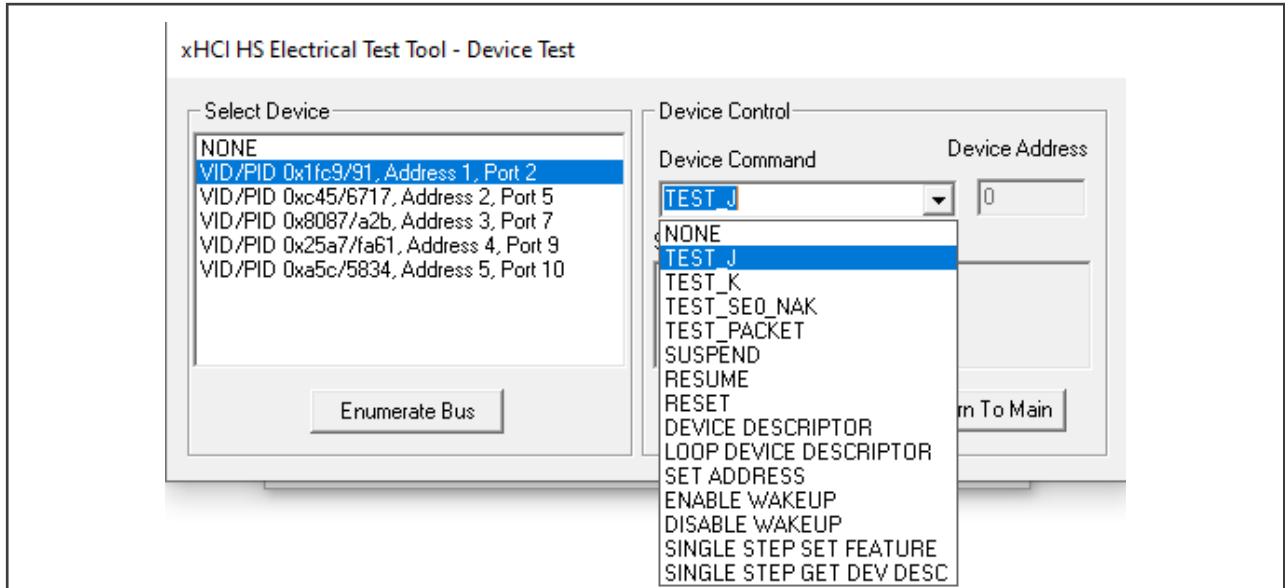 xHCI HS Electrical Test Tool - Device Test
Select Device
NONE
VID/PID 0x1fc9/91, Address 1, Port 2
VID/PID 0xc45/6717, Address 2, Port 5
VID/PID 0x8087/a2b, Address 3, Port 7
VID/PID 0x25a7/fa61, Address 4, Port 9
VID/PID 0xa5c/5834, Address 5, Port 10
Enumerate Bus
Device Control
Device Command
Device Address
TEST_J
0
NONE
TEST_J
TEST_K
TEST_SE0_NAK
TEST_PACKET
SUSPEND
RESUME
RESET
DEVICE DESCRIPTOR
LOOP DEVICE DESCRIPTOR
SET ADDRESS
ENABLE WAKEUP
DISABLE WAKEUP
SINGLE STEP SET FEATURE
SINGLE STEP GET DEV DESC
rn To Main